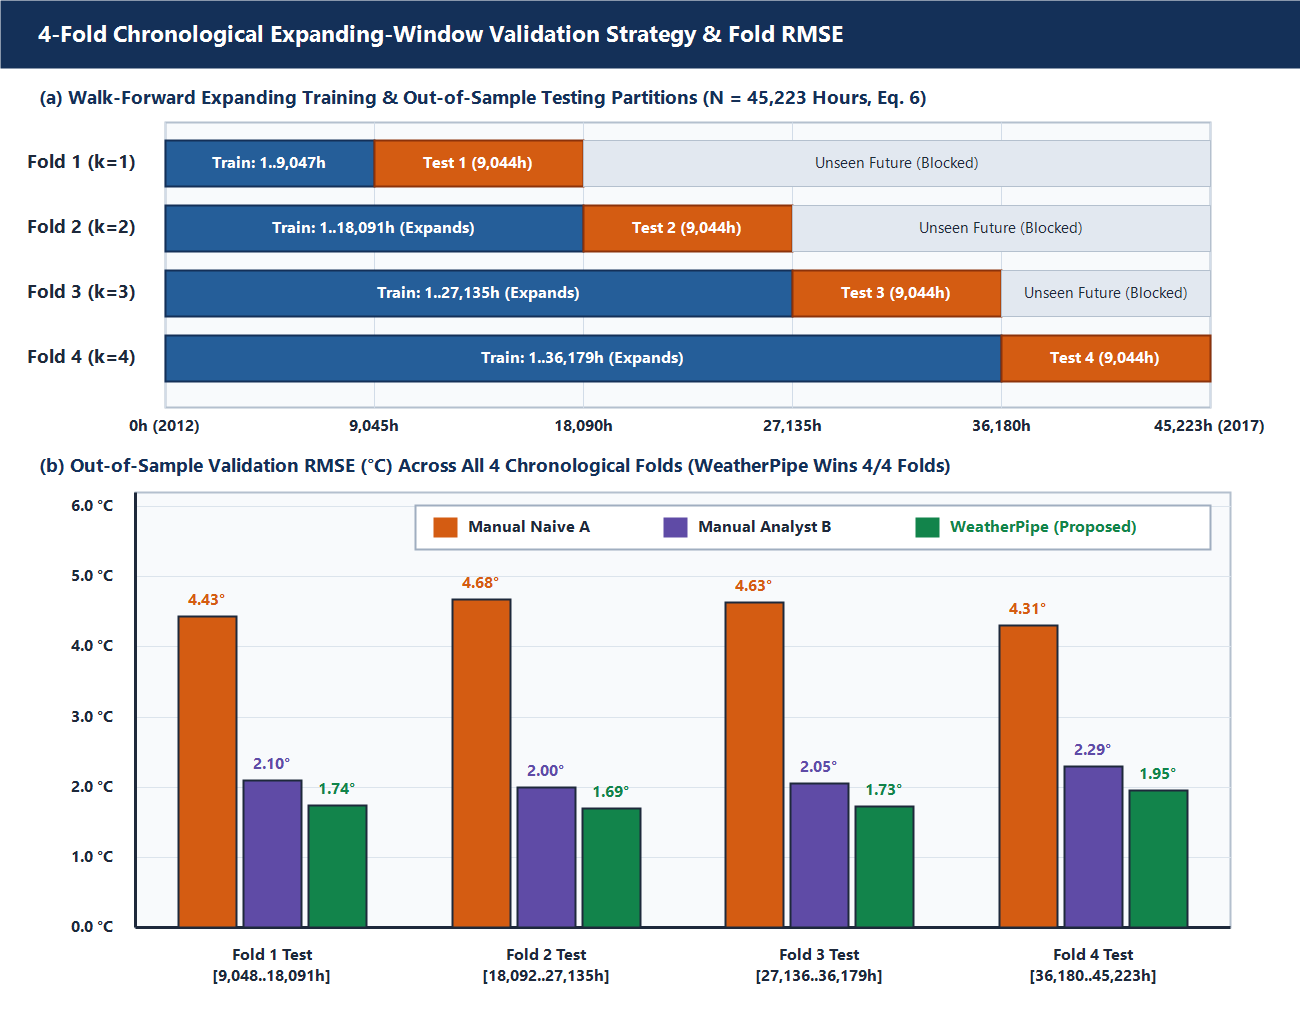 4-Fold Chronological Expanding-Window Validation Strategy & Fold RMSE
(a) Walk-Forward Expanding Training & Out-of-Sample Testing Partitions (N = 45,223 Hours, Eq. 6)
Fold 1 (k=1)
Train: 1..9,047h
Test 1 (9,044h)
Unseen Future (Blocked)
Fold 2 (k=2)
Train: 1..18,091h (Expands)
Test 2 (9,044h)
Unseen Future (Blocked)
Fold 3 (k=3)
Train: 1..27,135h (Expands)
Test 3 (9,044h)
Unseen Future (Blocked)
Fold 4 (k=4)
Train: 1..36,179h (Expands)
Test 4 (9,044h)
0h (2012)
9,045h
18,090h
27,135h
36,180h
45,223h (2017)
(b) Out-of-Sample Validation RMSE (°C) Across All 4 Chronological Folds (WeatherPipe Wins 4/4 Folds)
Manual Naive A
Manual Analyst B
WeatherPipe (Proposed)
6.0 °C
5.0 °C
4.0 °C
3.0 °C
2.0 °C
1.0 °C
0.0 °C
4.43°
2.10°
1.74°
4.68°
2.00°
1.69°
4.63°
2.05°
1.73°
4.31°
2.29°
1.95°
Fold 1 Test
[9,048..18,091h]
Fold 2 Test
[18,092..27,135h]
Fold 3 Test
[27,136..36,179h]
Fold 4 Test
[36,180..45,223h]